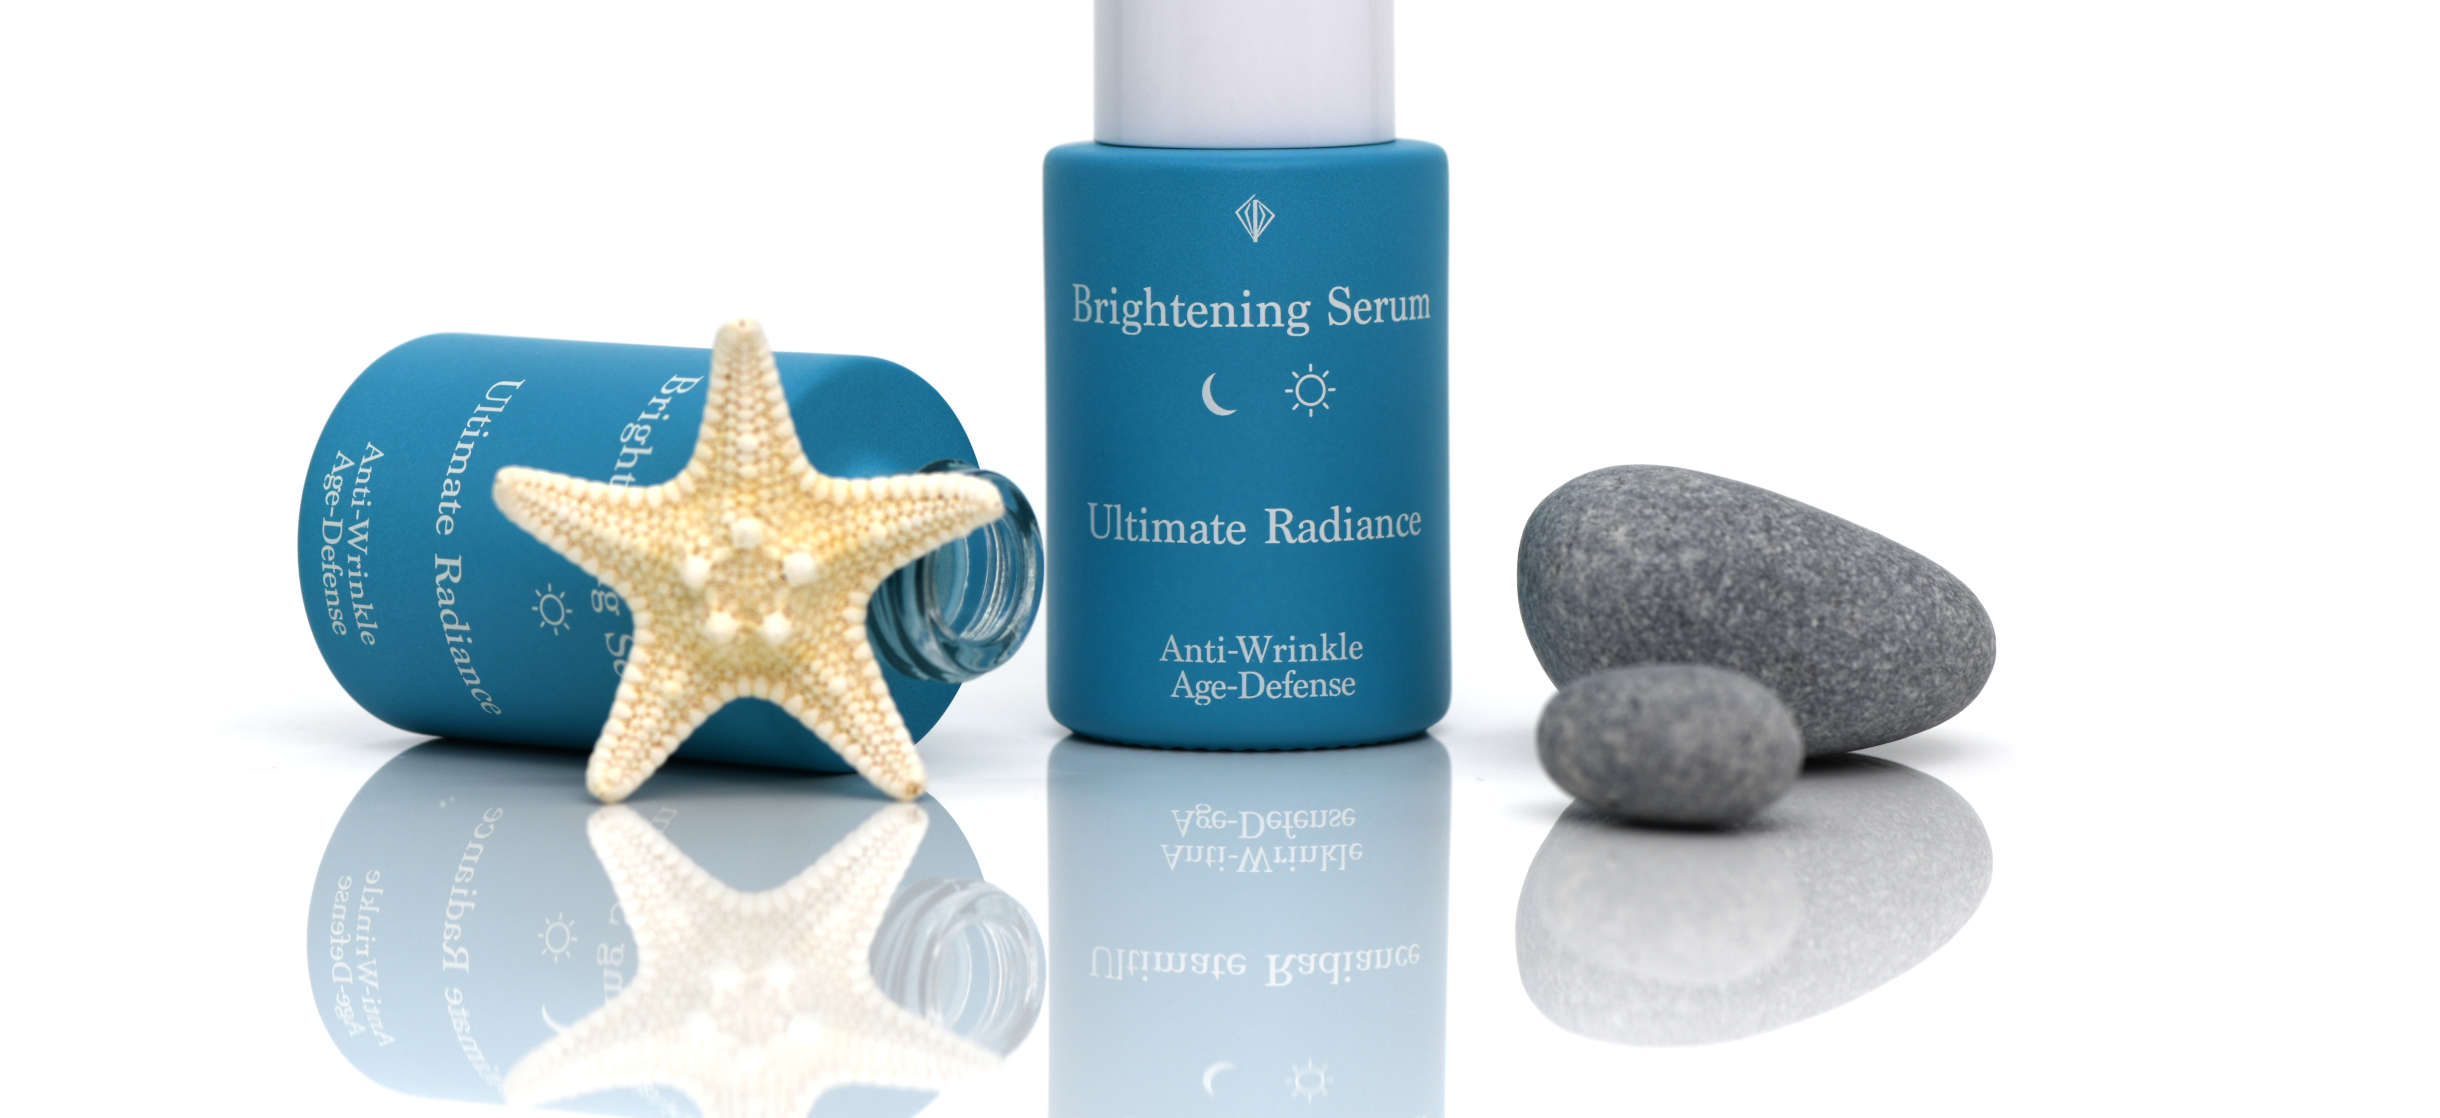 Brightening Serum
Ultimate Radiance
Anti-Wrinkle
Age-Defense
Ultimate Radiance
Anti-Wrinkle
Age-Defense